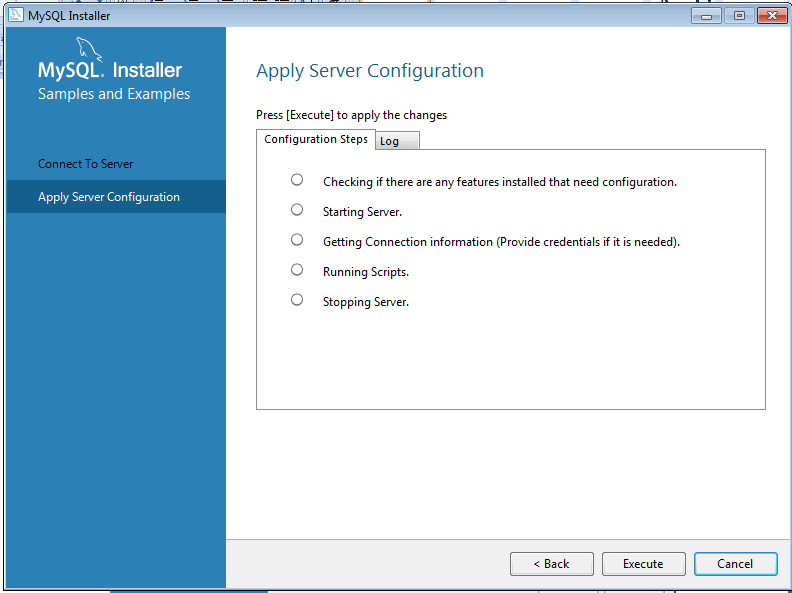 MySQL Installer
MySQL. Installer
Samples and Examples
Connect To Server
Apply Server Configuration
Apply Server Configuration
Press [Execute] to apply the changes
Configuration Steps
Log
Checking if there are any features installed that need configuration.
Starting Server.
Getting Connection information (Provide credentials if it is needed).
Running Scripts.
Stopping Server.
< Back
Execute
Cancel